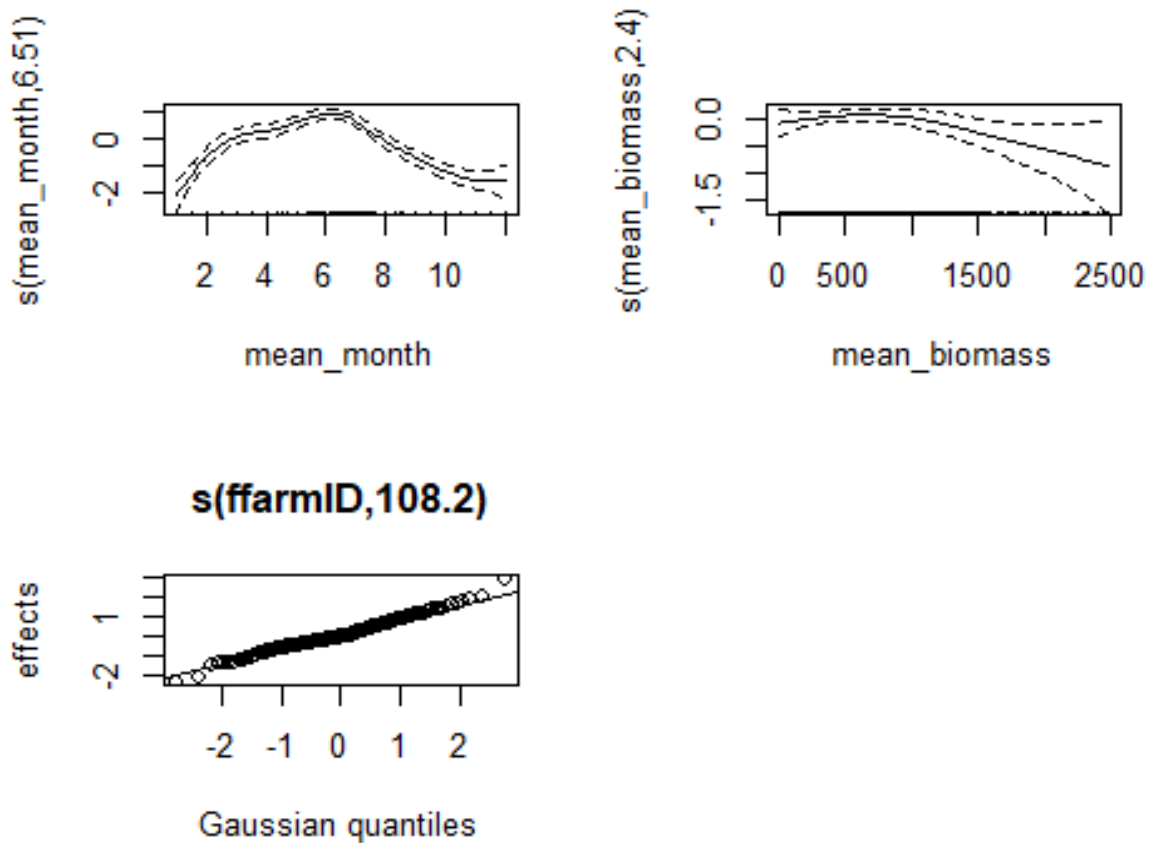 s(mean_month,6.51)
0
-2
2 4 6 8 10
mean_month
s(mean_biomass,2.4)
0.0
-1.5
0 500 1500 2500
mean_biomass
s(ffarmID,108.2)
effects
1
-2
-2 -1 0 1 2
Gaussian quantiles